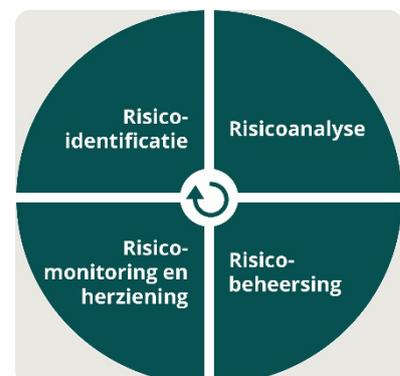 Risico-
identificatie
Risicoanalyse
Risico-
monitoring en
herziening
Risico-
beheersing